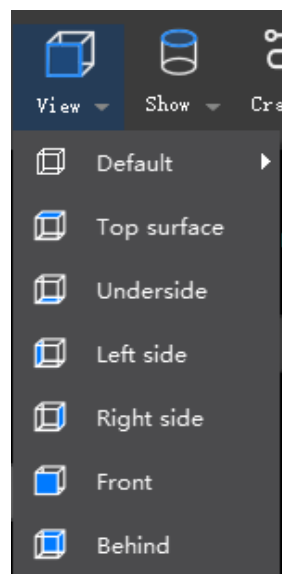 View Show
Default
Top surface
Underside
Left side
Right side
Front
Behind